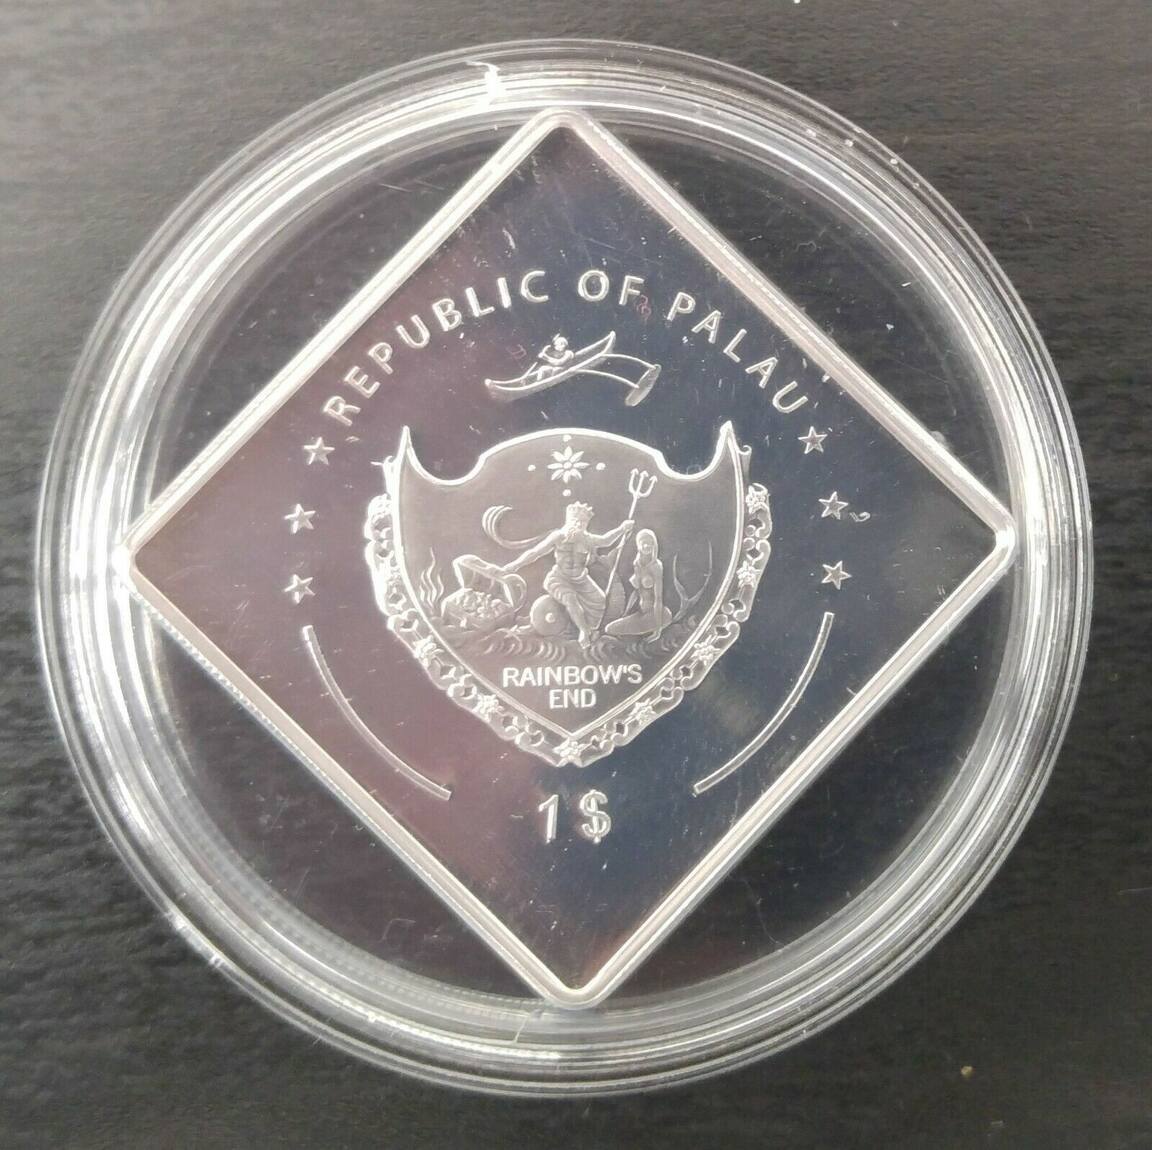 REPUBLIC OF PALAU
RAINBOW'S
END
1 $